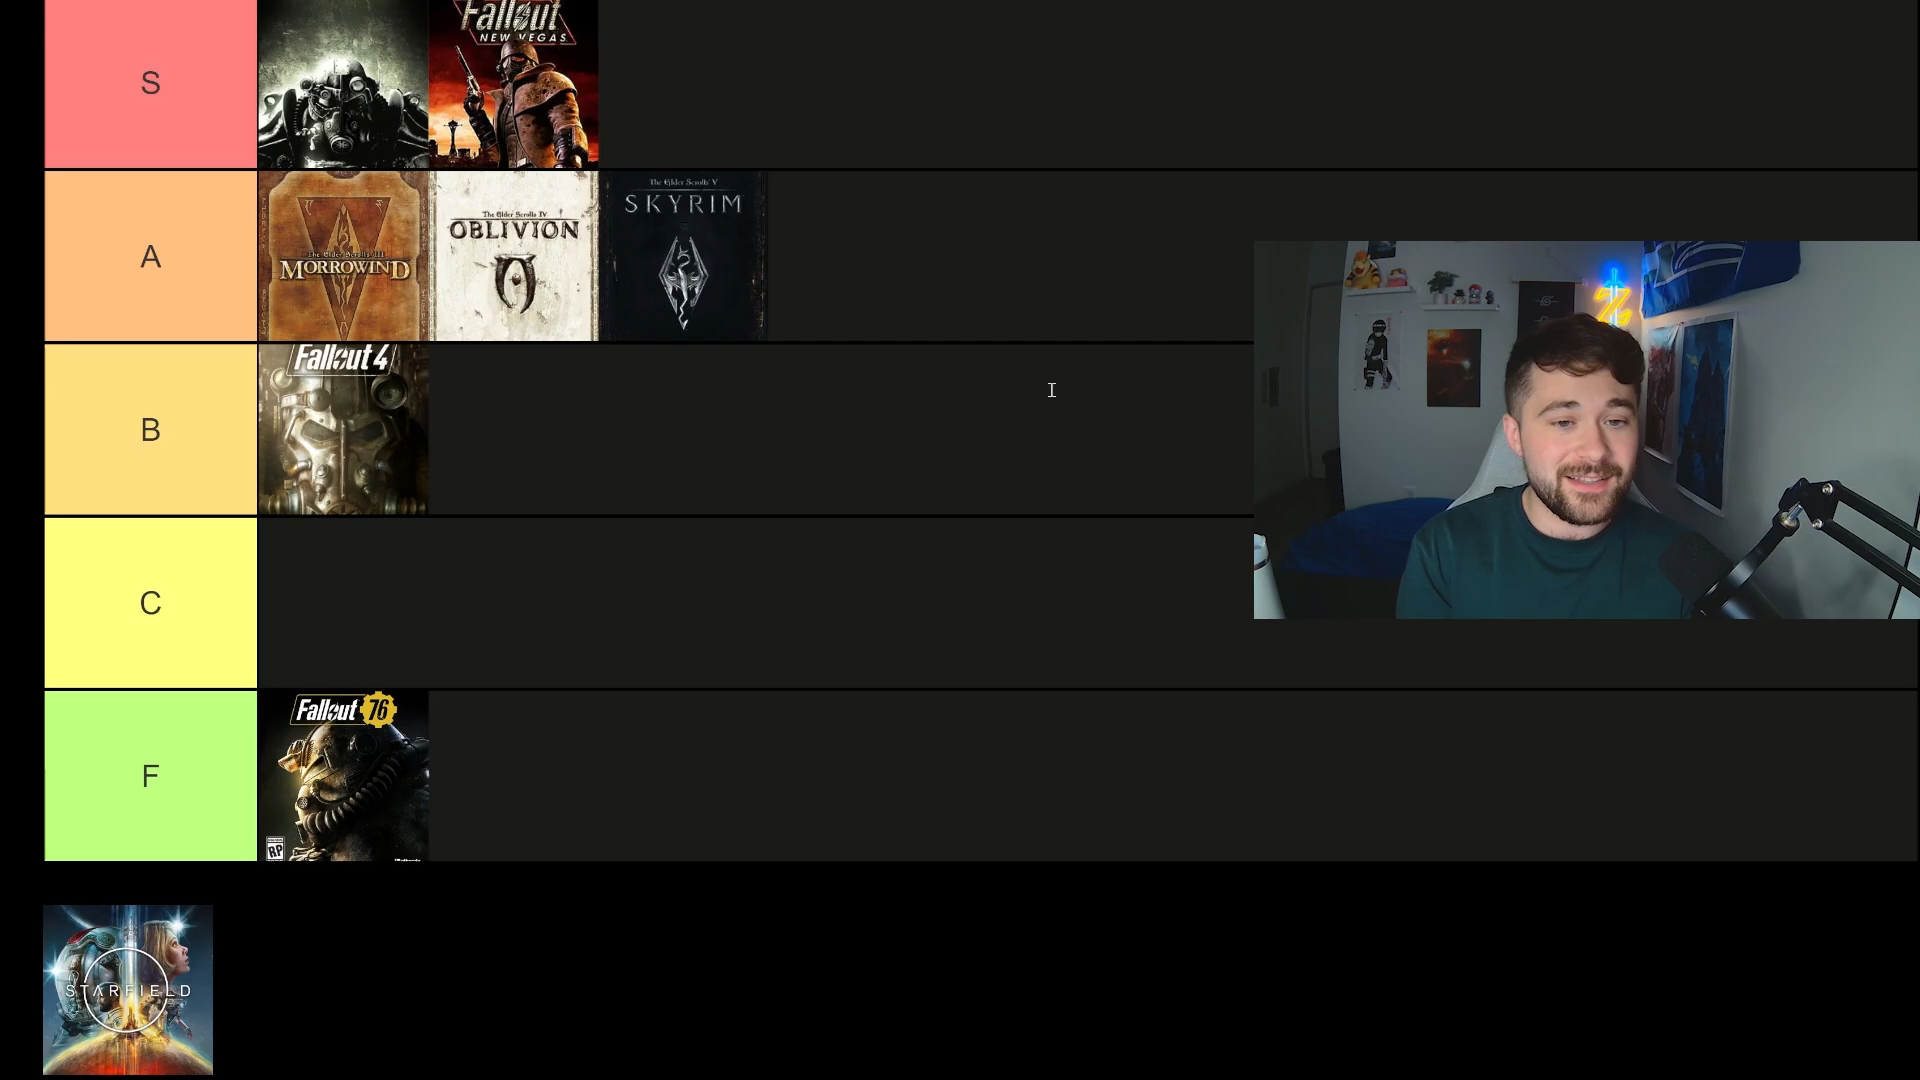 S
Fallout
NEW VEGAS
A
The Elder Scrolls III
MORROWIND
The Elder Scrolls IV
OBLIVION
The Elder Scrolls V
SKYRIM
B
Fallout 4
C
F
Fallout 76
RP
STARFIELD